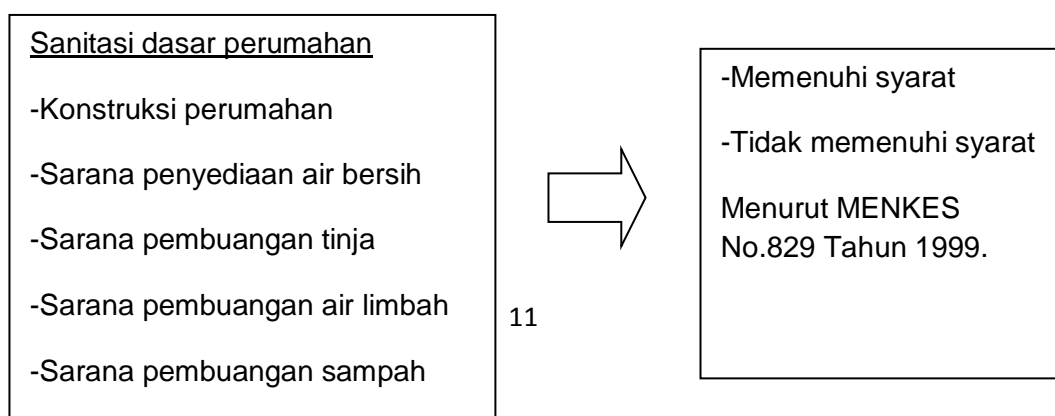 Sanitasi dasar perumahan
-Konstruksi perumahan
-Sarana penyediaan air bersih
-Sarana pembuangan tinja
-Sarana pembuangan air limbah
-Sarana pembuangan sampah
11
-Memenuhi syarat
-Tidak memenuhi syarat
Menurut MENKES
No.829 Tahun 1999.